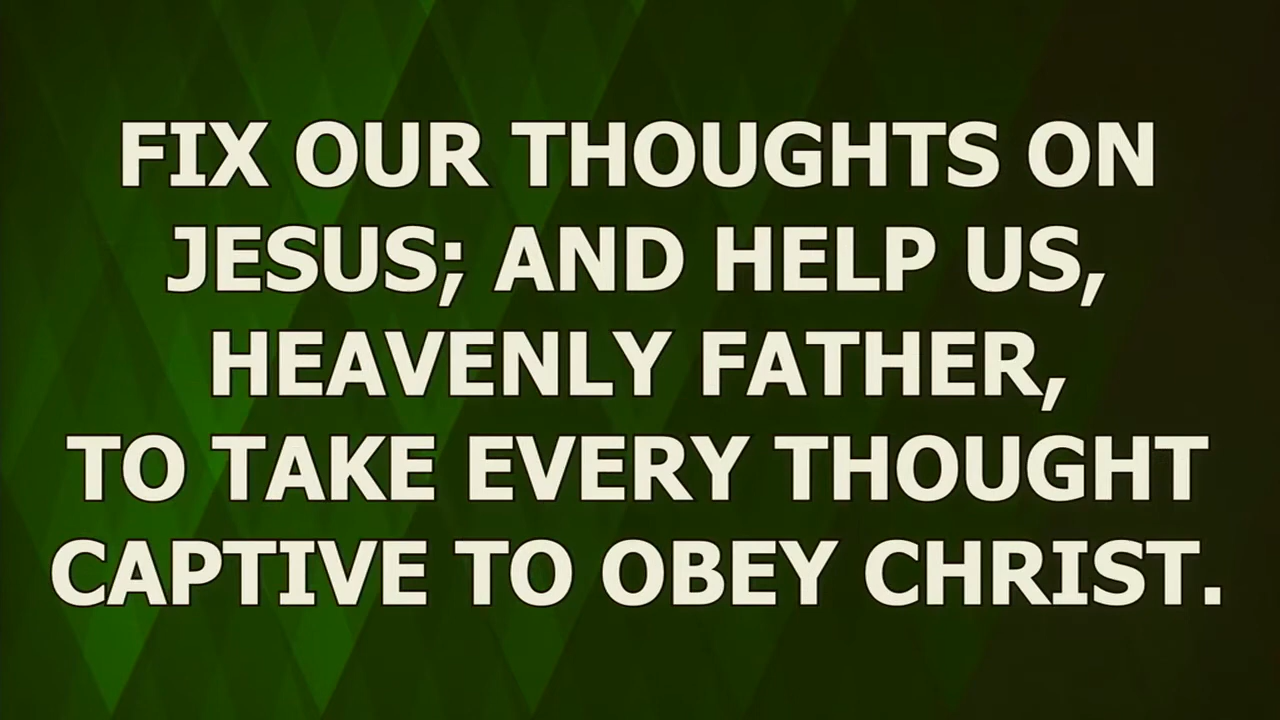 FIX OUR THOUGHTS ON
JESUS; AND HELP US,
HEAVENLY FATHER,
TO TAKE EVERY THOUGHT
CAPTIVE TO OBEY CHRIST.